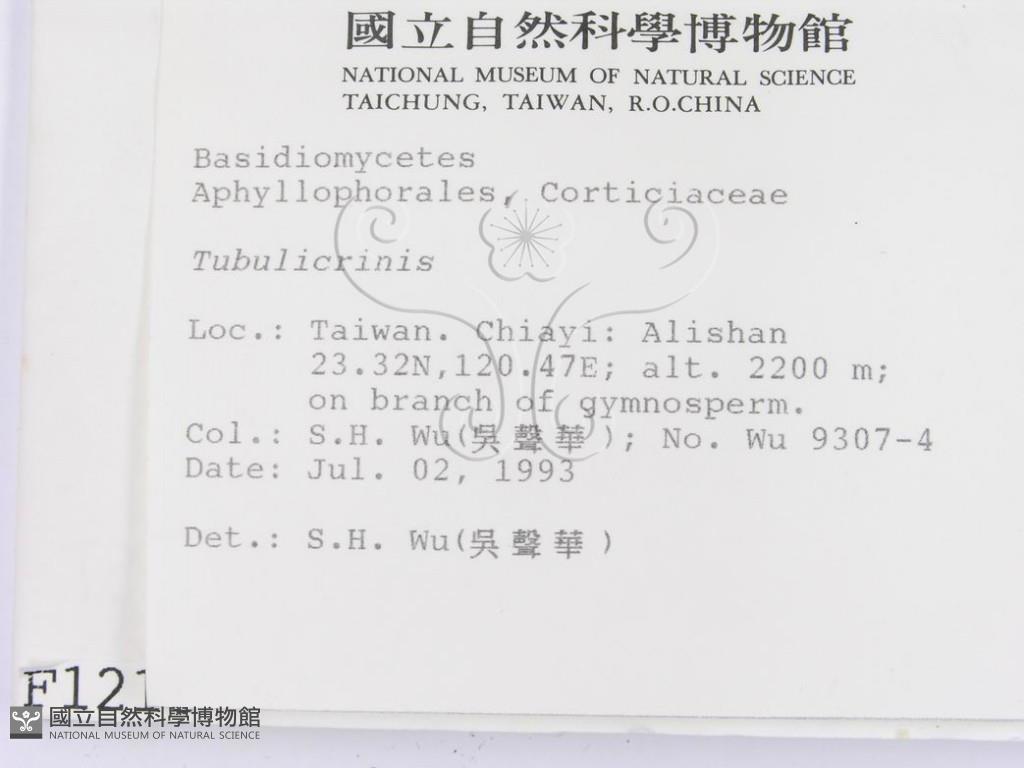 國立自然科學博物館
NATIONAL MUSEUM OF NATURAL SCIENCE
TAICHUNG, TAIWAN, R.O.CHINA
Basidiomycetes
Aphyllophorales, Corticiaceae
Tubulicrinis
Loc.: Taiwan. Chiayi: Alishan
23.32N,120.47E; alt. 2200 m;
on branch of gymnosperm.
Col.: S.H. Wu(吳聲華); No. Wu 9307-4
Date: Jul. 02, 1993
Det.: S.H. Wu(吳聲華)
F121
國立自然科學博物館
NATIONAL MUSEUM OF NATURAL SCIENCE